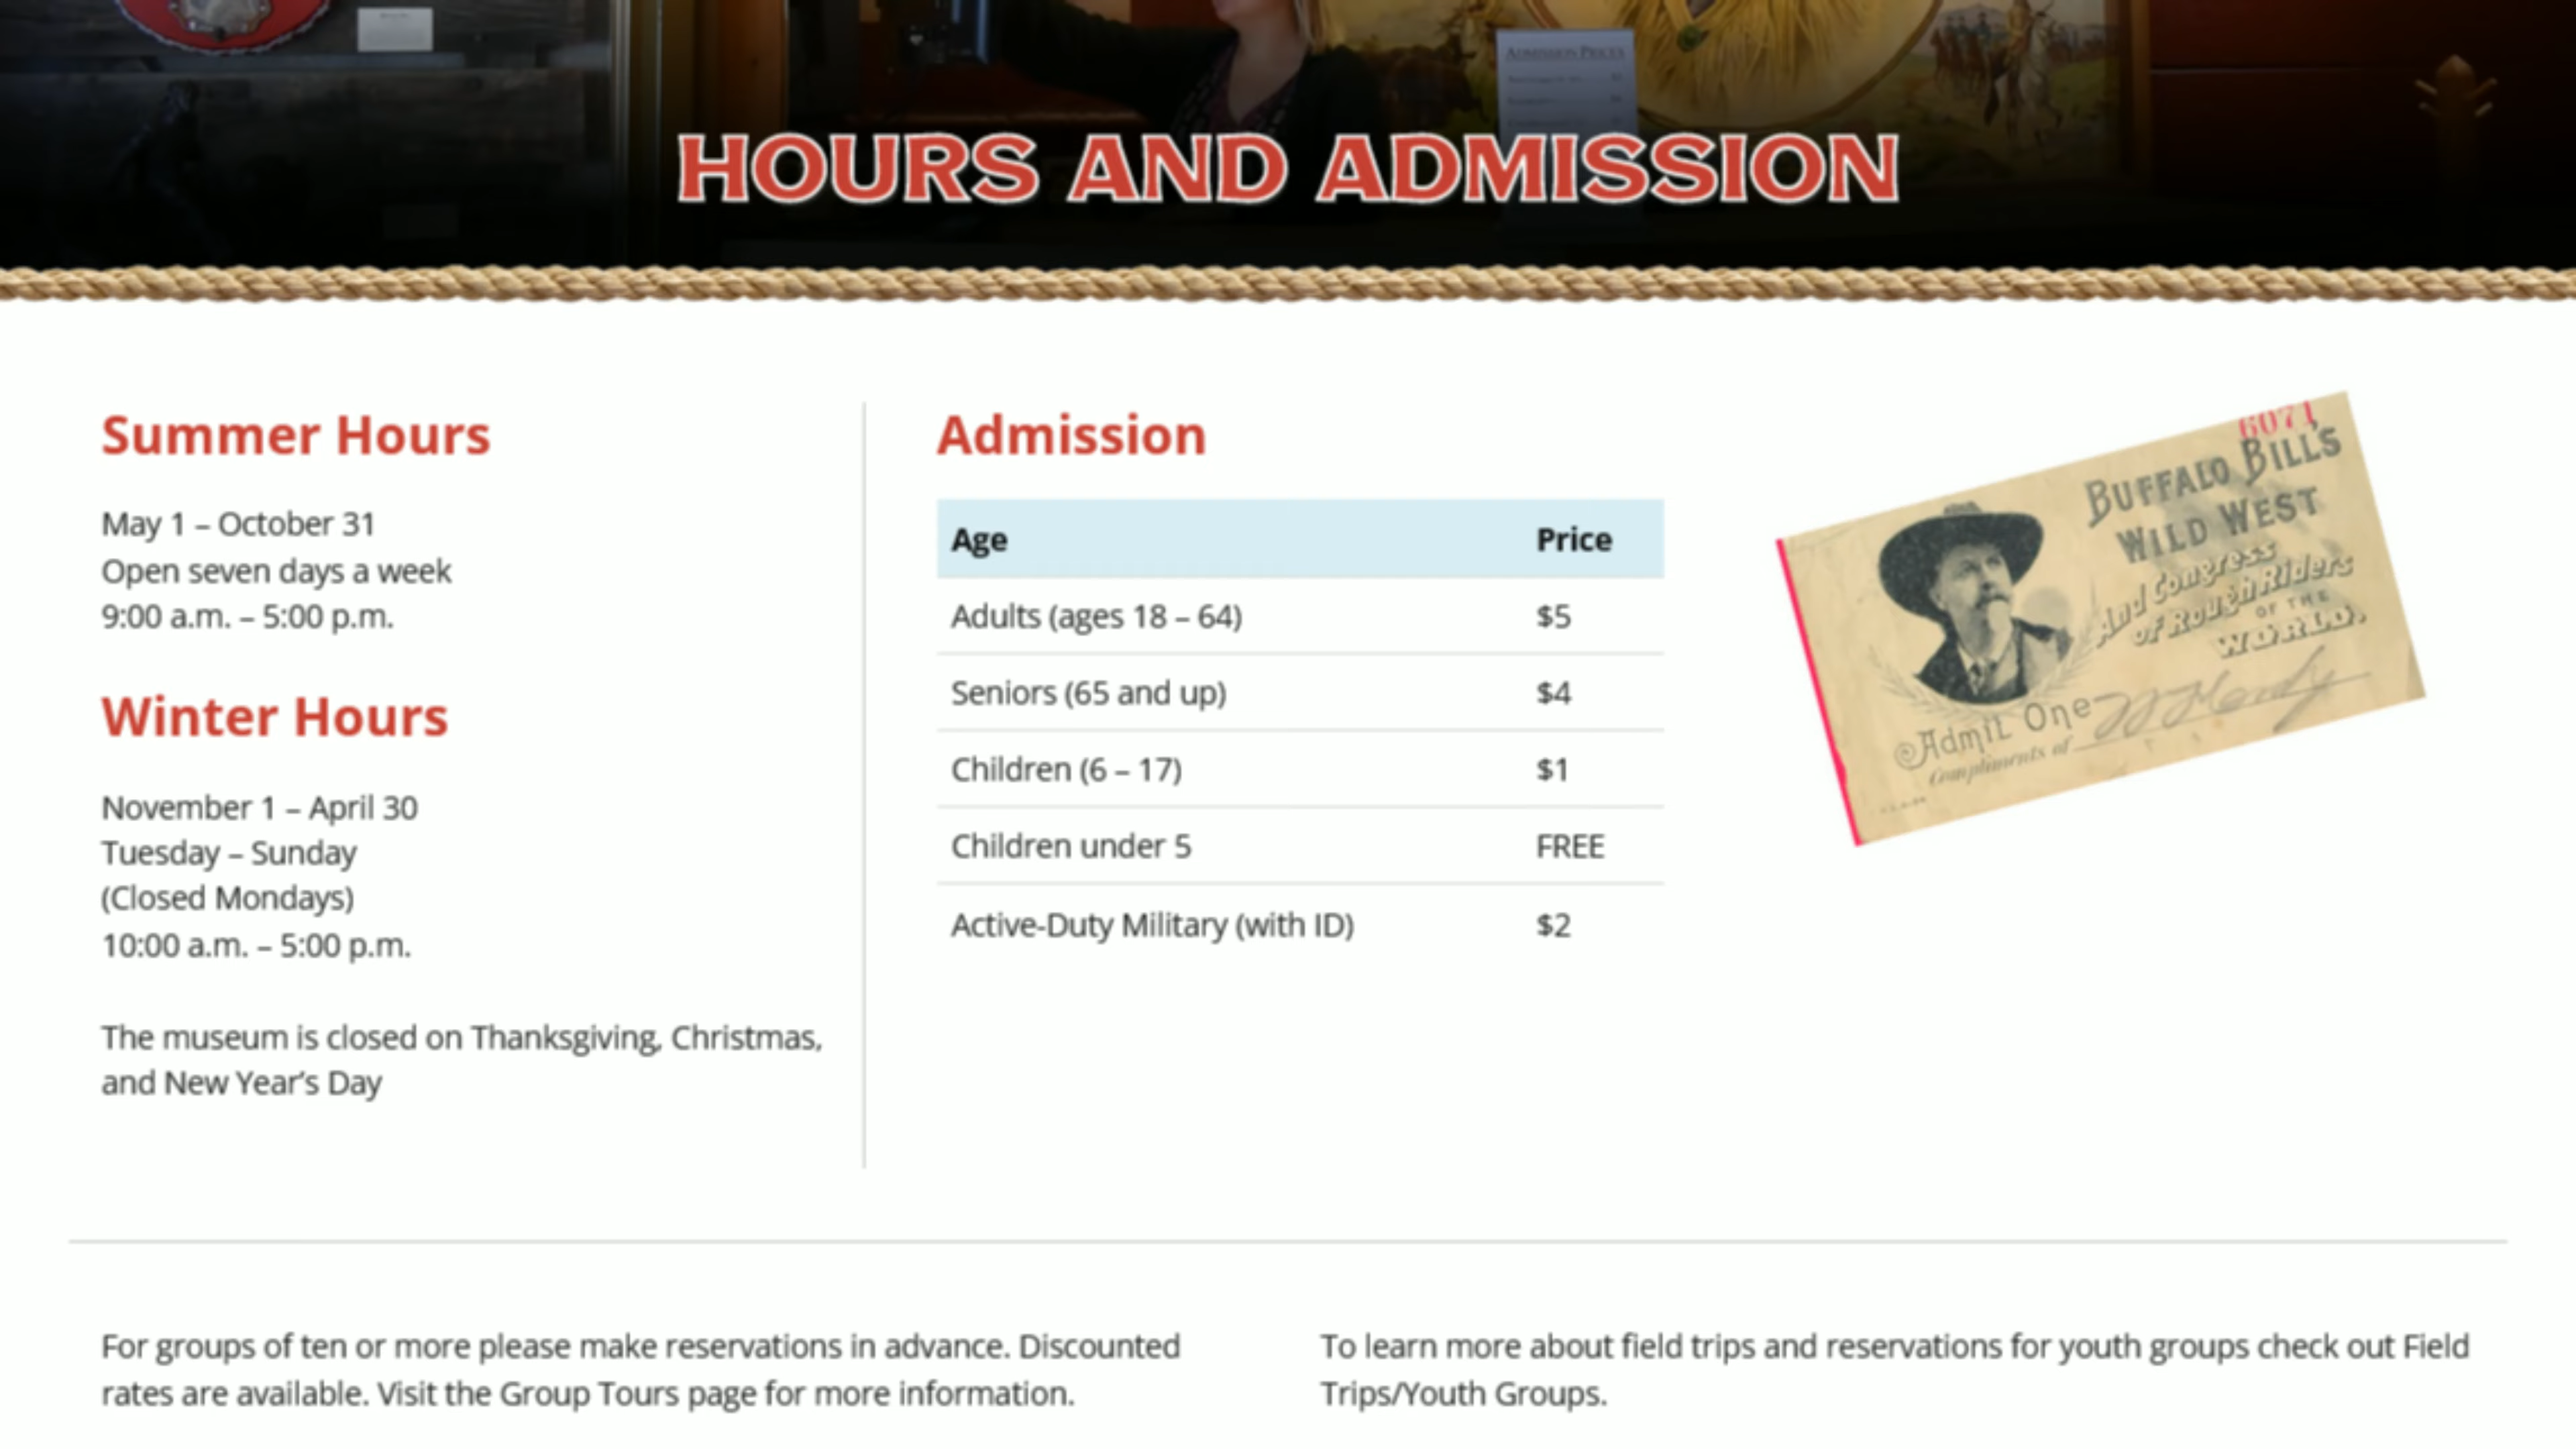 ADMISSION PRICES
HOURS AND ADMISSION
Summer Hours
May 1 – October 31
Open seven days a week
9:00 a.m. – 5:00 p.m.
Winter Hours
November 1 – April 30
Tuesday – Sunday
(Closed Mondays)
10:00 a.m. – 5:00 p.m.
The museum is closed on Thanksgiving, Christmas,
and New Year’s Day
Admission
Age Price
Adults (ages 18 – 64) $5
Seniors (65 and up) $4
Children (6 – 17) $1
Children under 5 FREE
Active-Duty Military (with ID) $2
6071
BUFFALO BILL'S
WILD WEST
And Congress
of Rough Riders
OF THE
WORLD.
Admit One
Compliments of
For groups of ten or more please make reservations in advance. Discounted
rates are available. Visit the Group Tours page for more information.
To learn more about field trips and reservations for youth groups check out Field
Trips/Youth Groups.